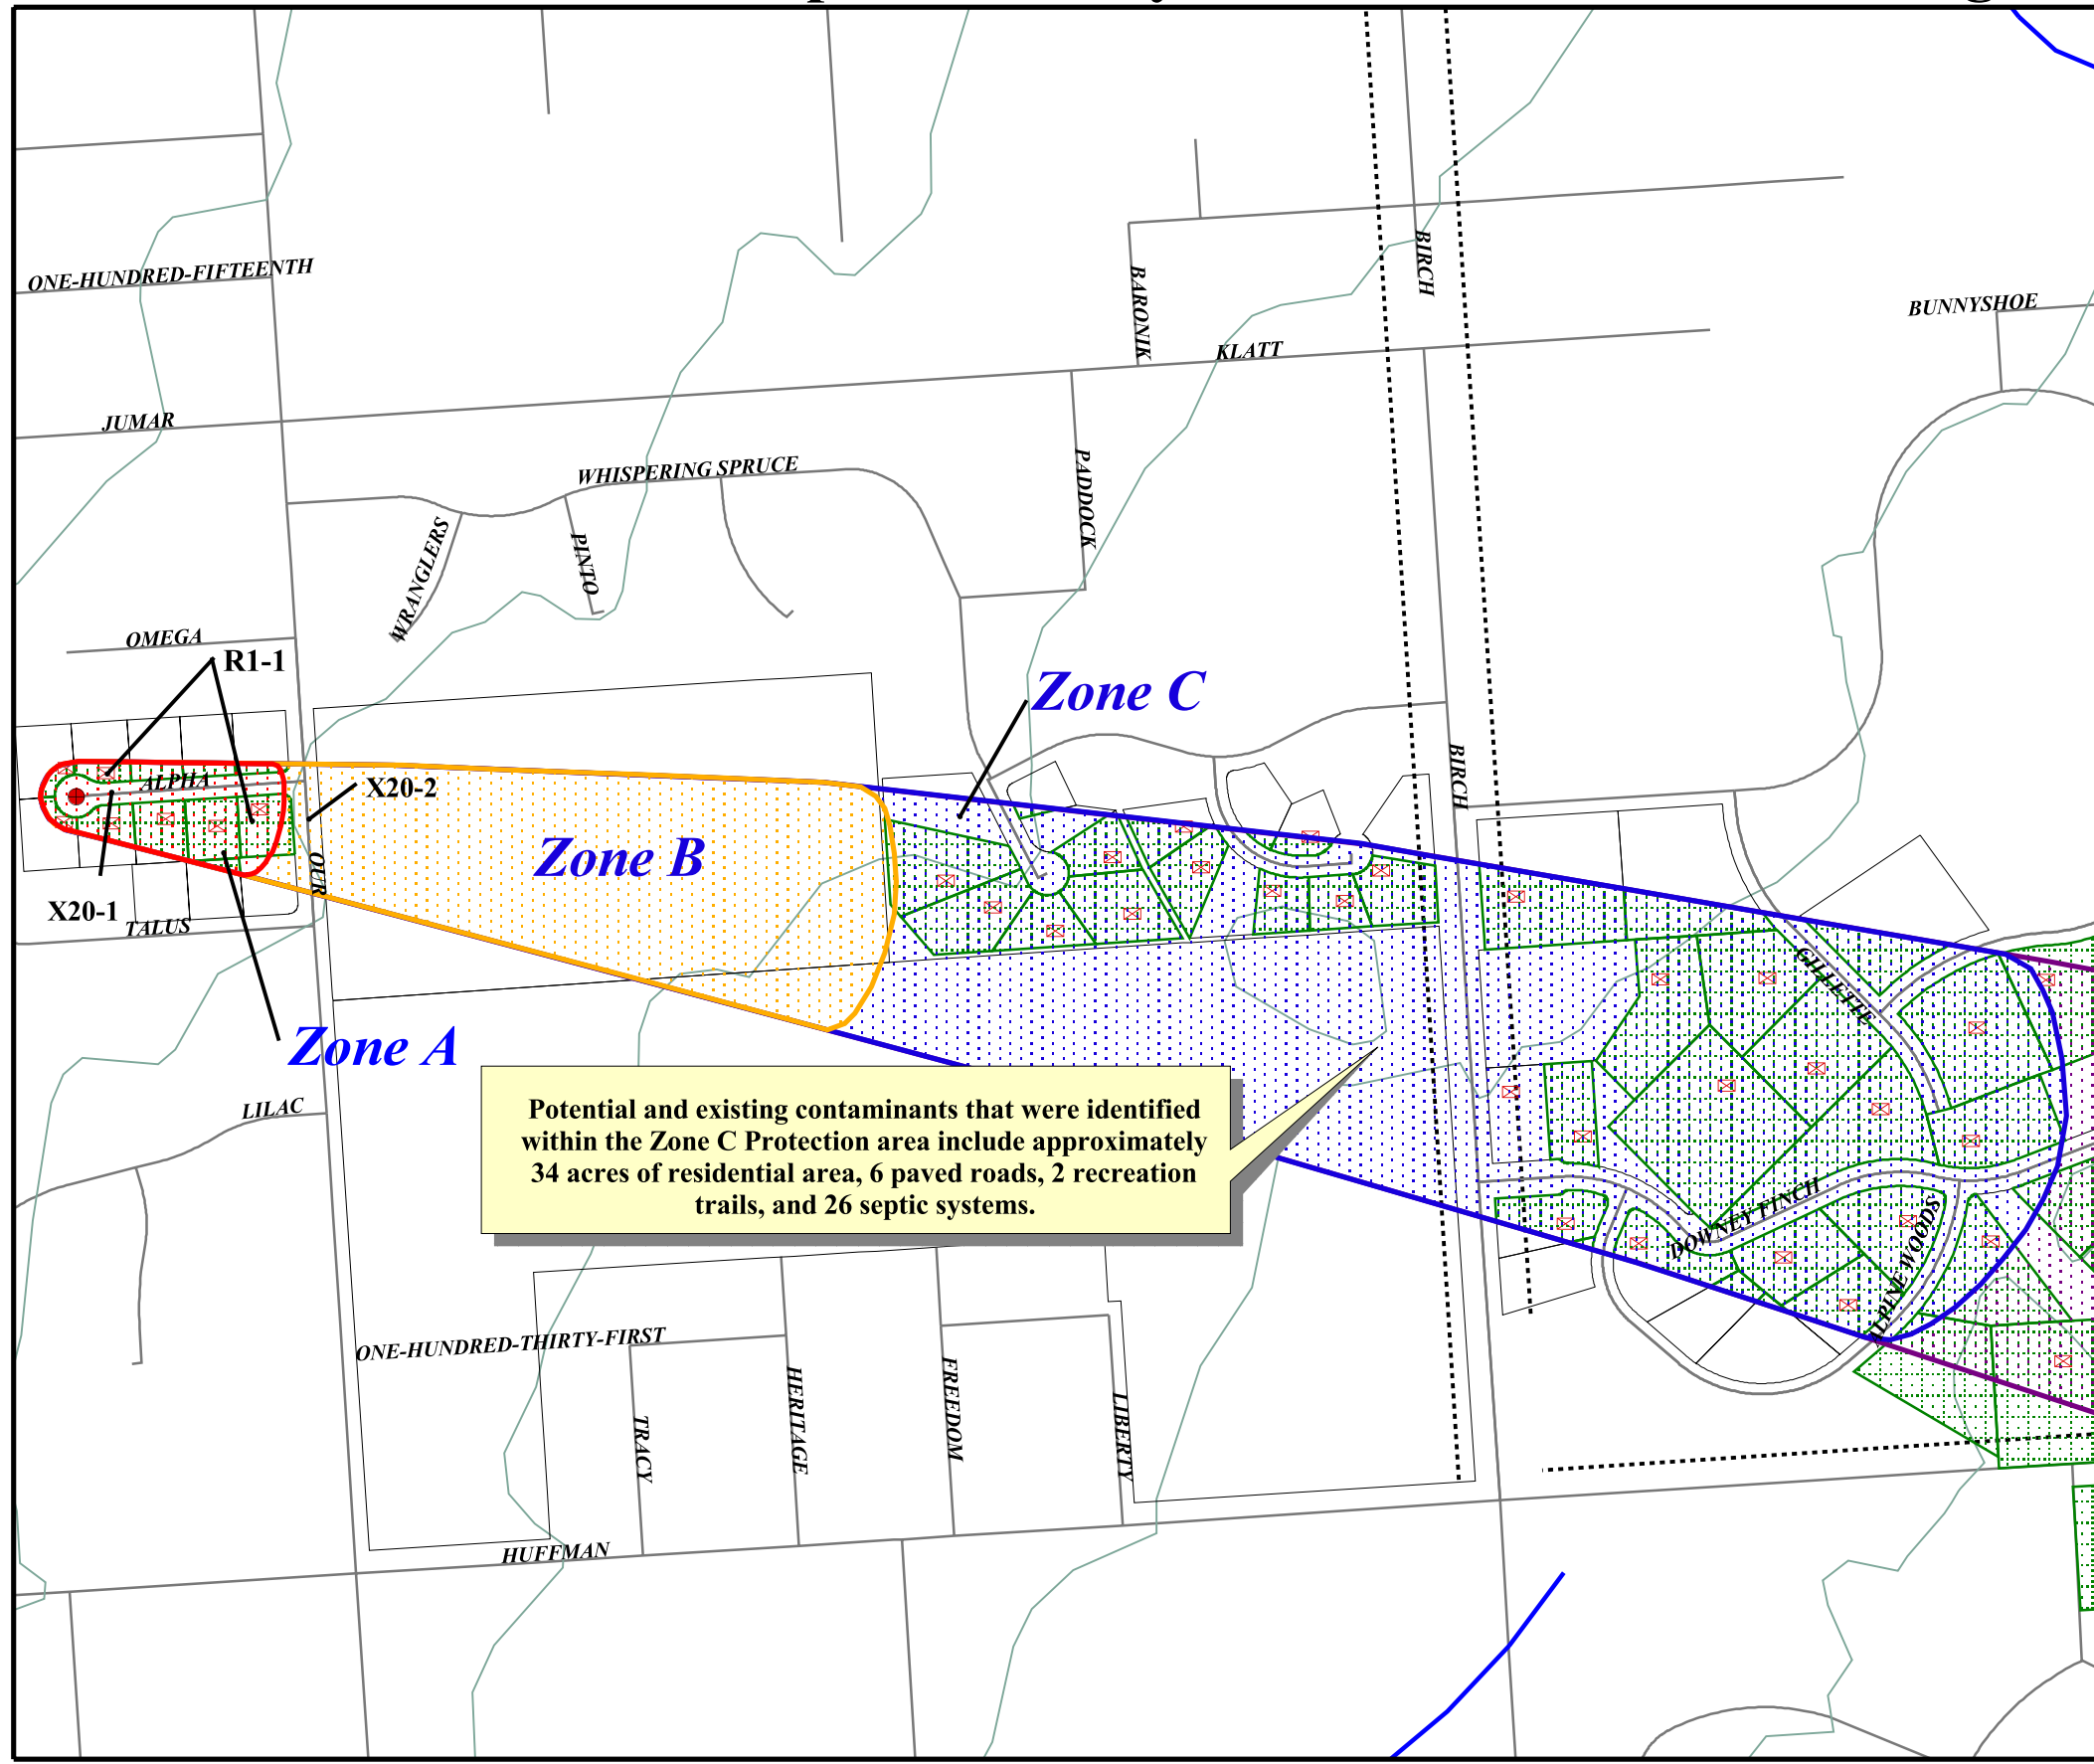 BIRCH
ONE-HUNDRED-FIFTEENTH
BARONIK
BUNNYSHOE
KLATT
JUMAR
WHISPERING SPRUCE
PADDOCK
WRANGLERS
PINTO
OMEGA
R1-1
Zone C
BIRCH
ALPHA
X20-2
Zone B
OUR
X20-1
TALUS
GILLETTE
Zone A
LILAC
Potential and existing contaminants that were identified
within the Zone C Protection area include approximately
34 acres of residential area, 6 paved roads, 2 recreation
trails, and 26 septic systems.
DOWNEY FINCH
ALPINE WOODS
ONE-HUNDRED-THIRTY-FIRST
HERITAGE
FREEDOM
LIBERTY
TRACY
HUFFMAN